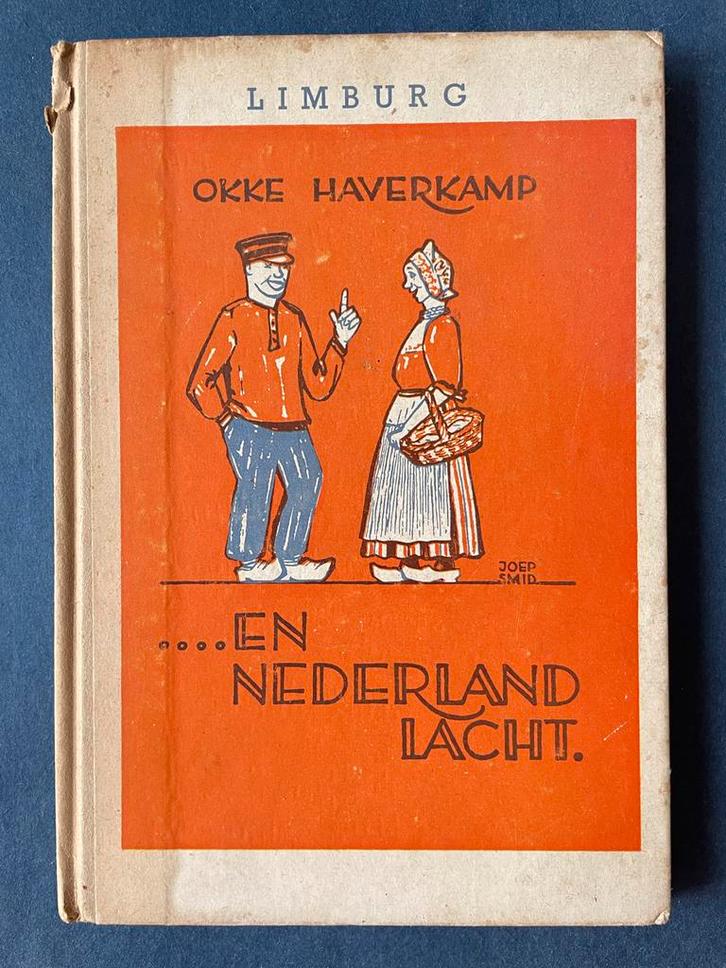 LIMBURG
OKKE HAVERKAMP
JOEP
SMID.
....EN
NEDERLAND
LACHT.